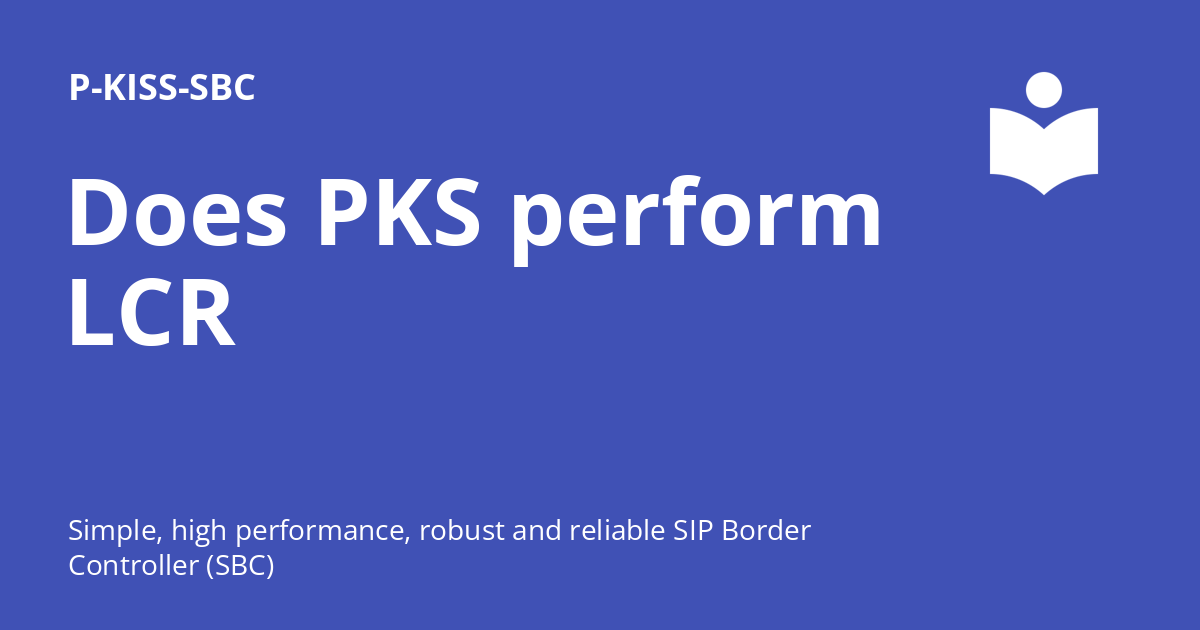 P-KISS-SBC
Does PKS perform
LCR
Simple, high performance, robust and reliable SIP Border
Controller (SBC)